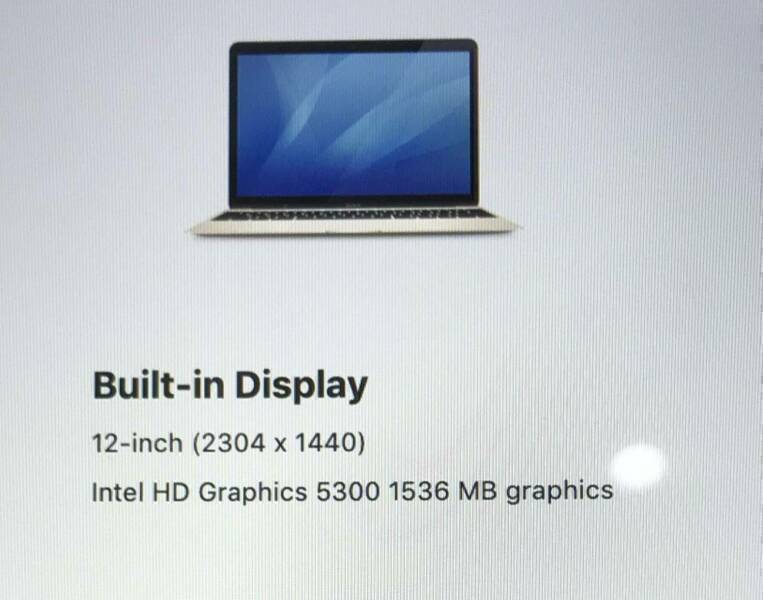 Built-in Display
12-inch (2304 x 1440)
Intel HD Graphics 5300 1536 MB graphics